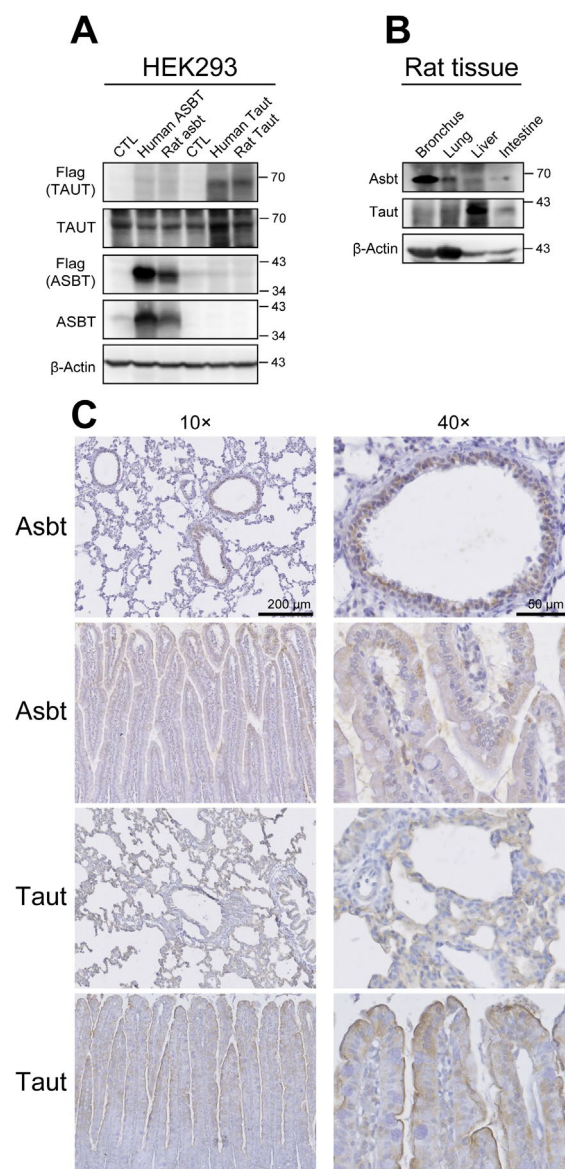 A
HEK293
CTL
Human ASBT
Rat asbt
CTL
Human Taut
Rat Taut
Flag
(TAUT)
70
TAUT
70
Flag
(ASBT)
43
34
ASBT
43
34
β-Actin
43
B
Rat tissue
Bronchus
Lung
Liver
Intestine
Asbt
70
Taut
43
β-Actin
43
C
10×
40×
Asbt
200 µm
50 µm
Asbt
Taut
Taut